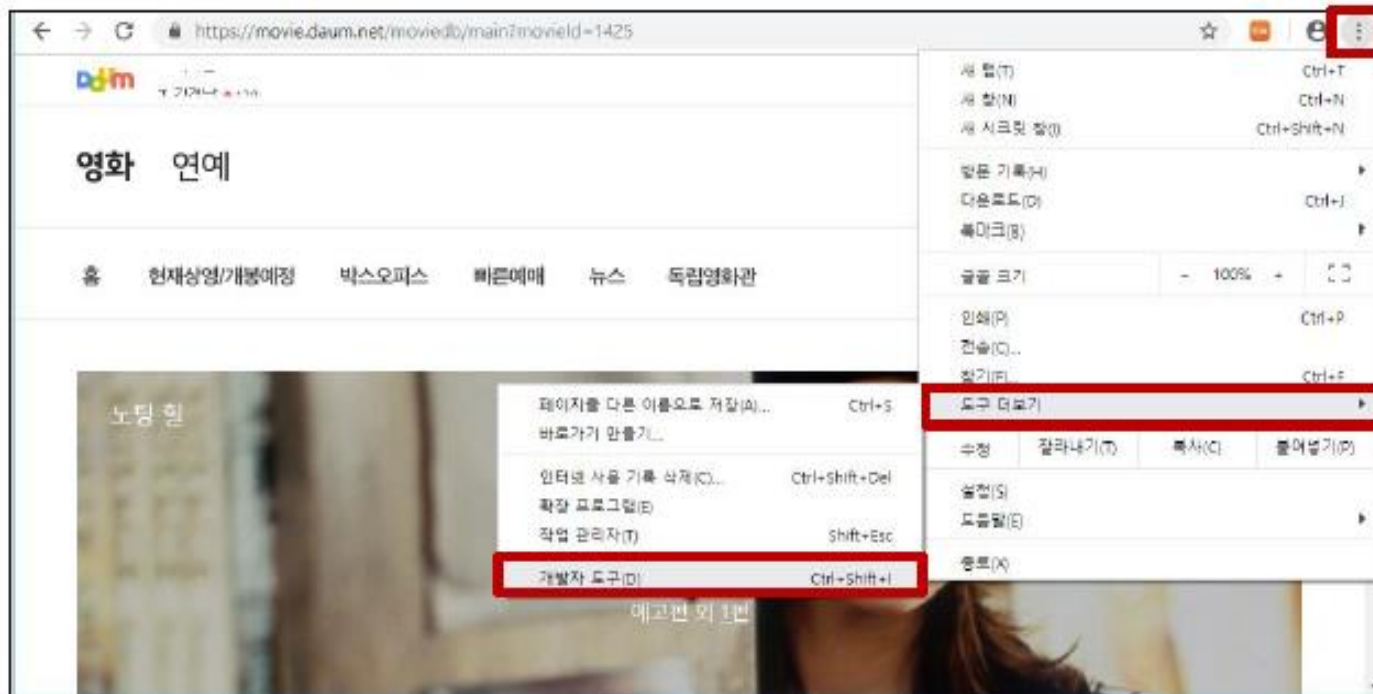 https://movie.daum.net/moviedb/main?movieId=1425
Daum
영화 연예
홈 현재상영/개봉예정 박스오피스 빠른예매 뉴스 독립영화관
노팅 힐
예고편 외 1편
새 탭(T) Ctrl+T
새 창(N) Ctrl+N
새 시크릿 창(I) Ctrl+Shift+N
방문 기록(H)
다운로드(D) Ctrl+J
북마크(B)
글꼴 크기 - 100% +
인쇄(P) Ctrl+P
전송(C)...
찾기(F)... Ctrl+F
도구 더보기
수정 잘라내기(T) 복사(C) 붙여넣기(P)
설정(S)
도움말(E)
종료(X)
페이지를 다른 이름으로 저장(A)... Ctrl+S
바로가기 만들기...
인터넷 사용 기록 삭제(C)... Ctrl+Shift+Del
확장 프로그램(E)
작업 관리자(T) Shift+Esc
개발자 도구(D) Ctrl+Shift+I